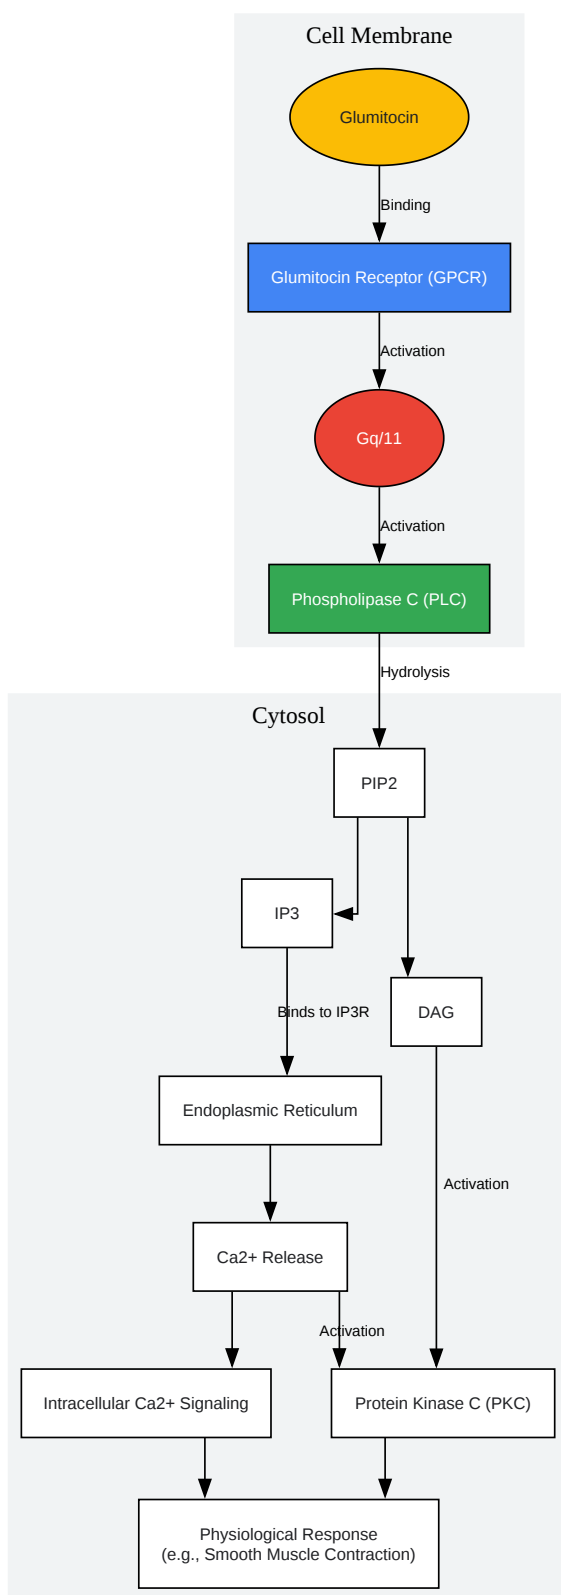 Cell Membrane
Glumitocin
Binding
Glumitocin Receptor (GPCR)
Activation
Gq/11
Activation
Phospholipase C (PLC)
Hydrolysis
Cytosol
PIP2
IP3
Binds to IP3R
DAG
Endoplasmic Reticulum
Activation
Ca2+ Release
Activation
Intracellular Ca2+ Signaling
Protein Kinase C (PKC)
Physiological Response
(e.g., Smooth Muscle Contraction)